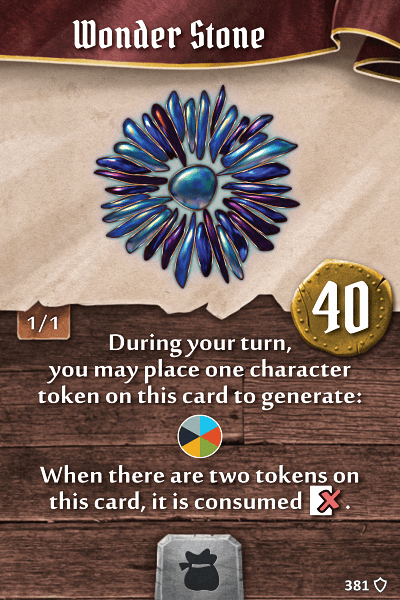 Wonder Stone
40
1/1
During your turn,
you may place one character
token on this card to generate:
When there are two tokens on
this card, it is consumed .
381